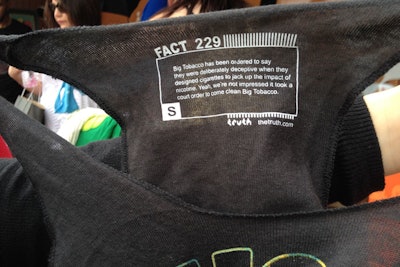 FACT 229
Big Tobacco has been ordered to say
they were deliberately deceptive when they
designed cigarettes to jack up the impact of
nicotine. Yeah, we're not impressed it took a
court order to come clean Big Tobacco.
S
truth thetruth.com